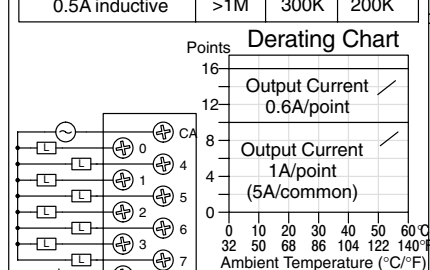 0.5A inductive >1M 300K 200K
Points Derating Chart
16
Output Current
12
0.6A/point
CA
L 0
8
Output Current
L 4
1A/point
L 1
4
(5A/common)
L 5
L 2
0
L 6
0 10 20 30 40 50 60°C
L 3
32 50 68 86 104 122 140°F
L 7
Ambient Temperature (°C/°F)